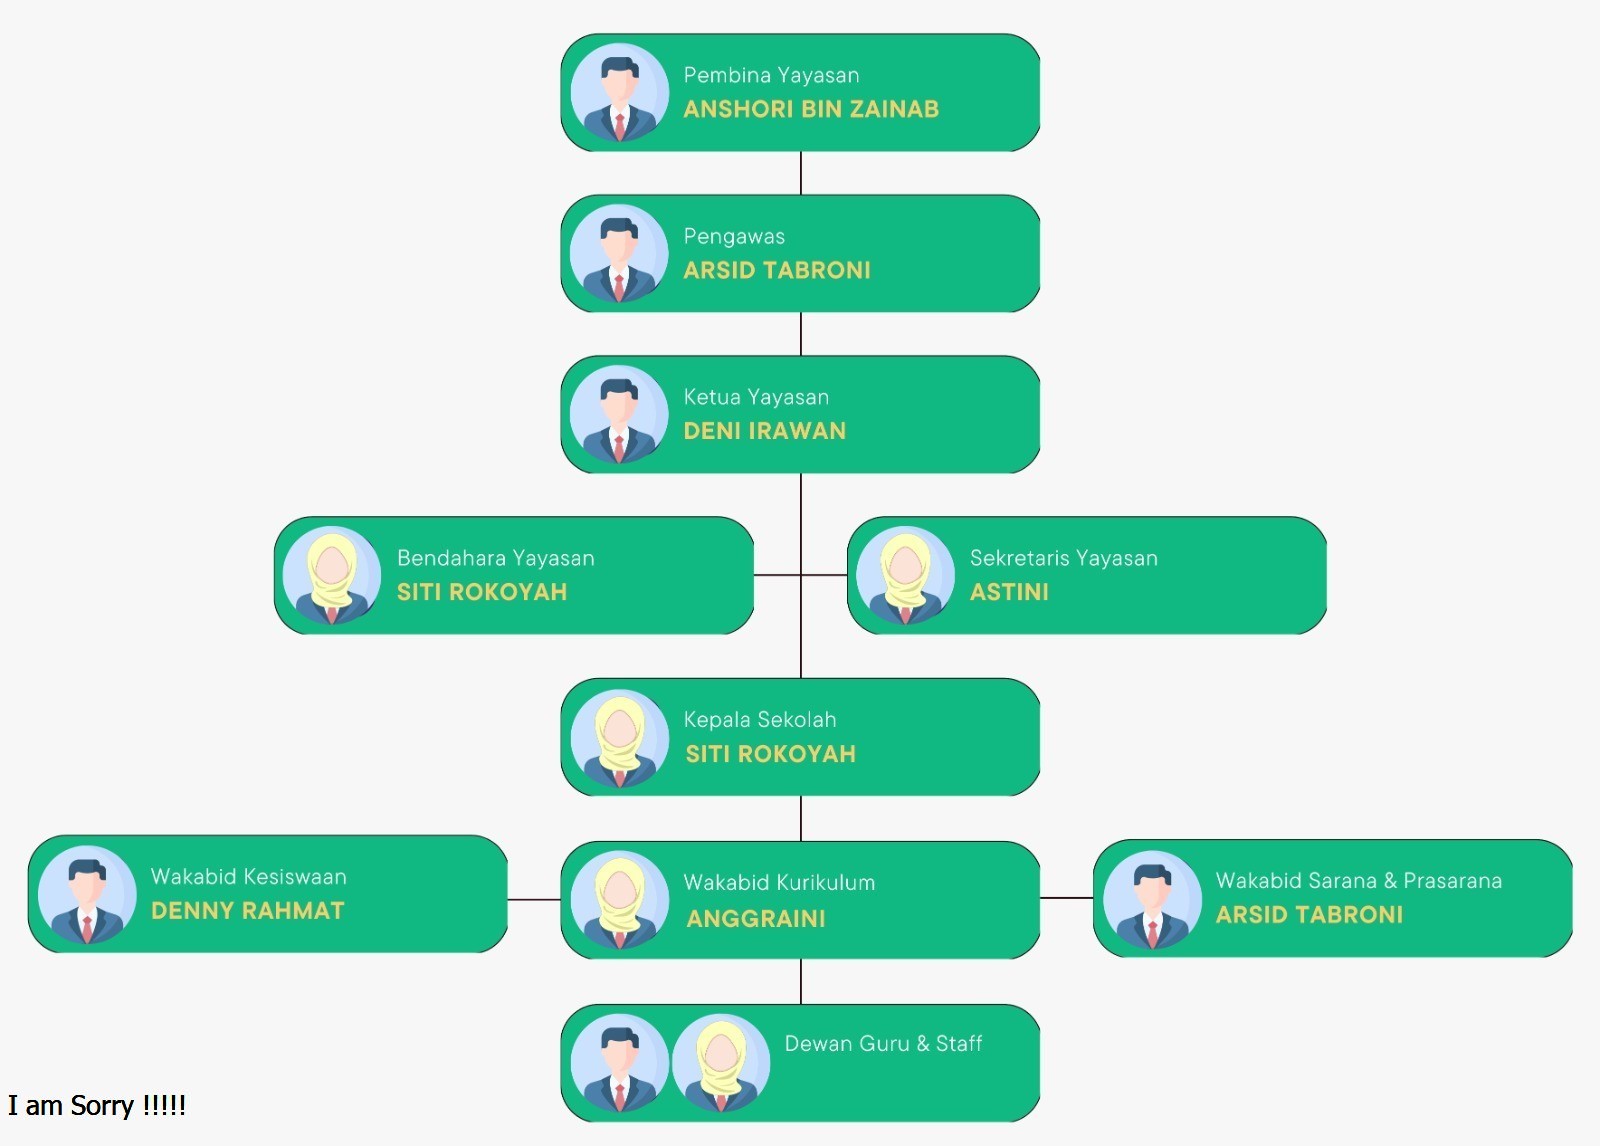 Pembina Yayasan
ANSHORI BIN ZAINAB
Pengawas
ARSID TABRONI
Ketua Yayasan
DENI IRAWAN
Bendahara Yayasan
SITI ROKOYAH
Sekretaris Yayasan
ASTINI
Kepala Sekolah
SITI ROKOYAH
Wakabid Kesiswaan
DENNY RAHMAT
Wakabid Kurikulum
ANGGRAINI
Wakabid Sarana & Prasarana
ARSID TABRONI
Dewan Guru & Staff
I am Sorry !!!!!